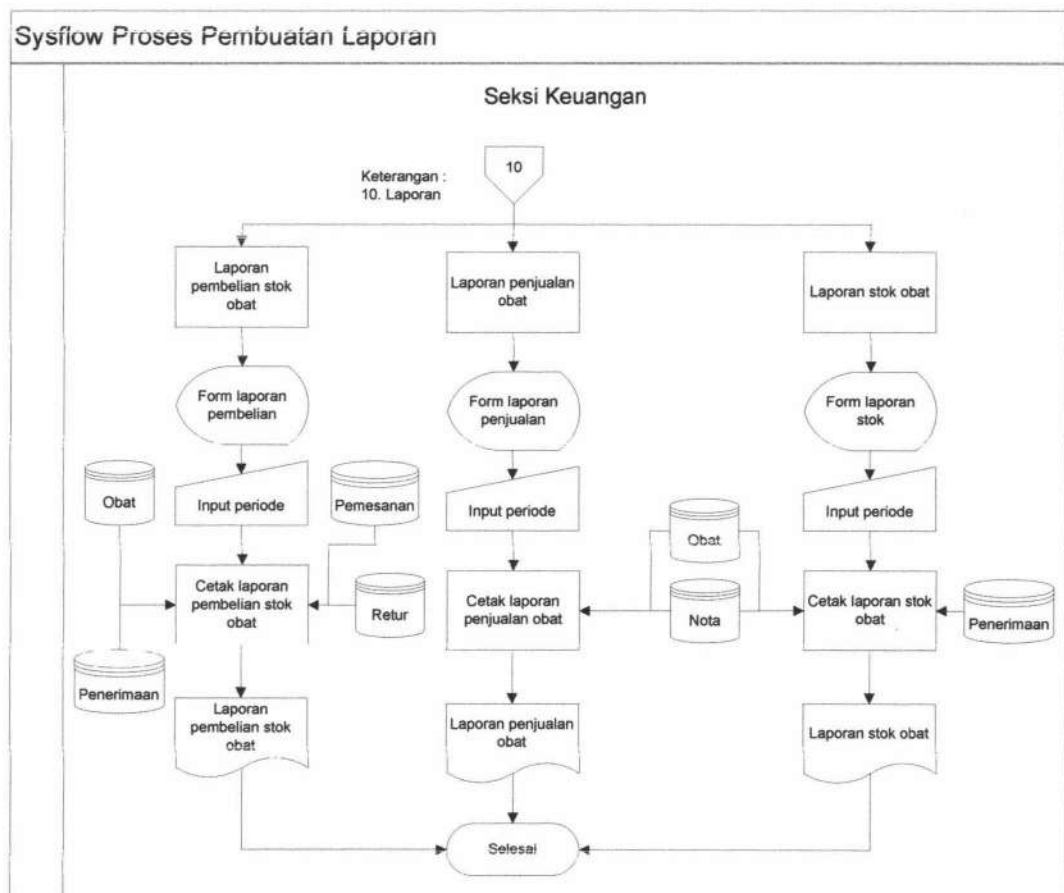 Sysflow Proses Pembuatan Laporan
Seksi Keuangan
10
Keterangan :
10. Laporan
Laporan
pembelian stok
obat
Laporan penjualan
obat
Laporan stok obat
Form laporan
pembelian
Form laporan
penjualan
Form laporan
stok
Obat
Input periode
Pemesanan
Input periode
Obat
Input periode
Cetak laporan
pembelian stok
obat
Retur
Cetak laporan
penjualan obat
Nota
Cetak laporan stok
obat
Penerimaan
Penerimaan
Laporan
pembelian stok
obat
Laporan penjualan
obat
Laporan stok obat
Selesai